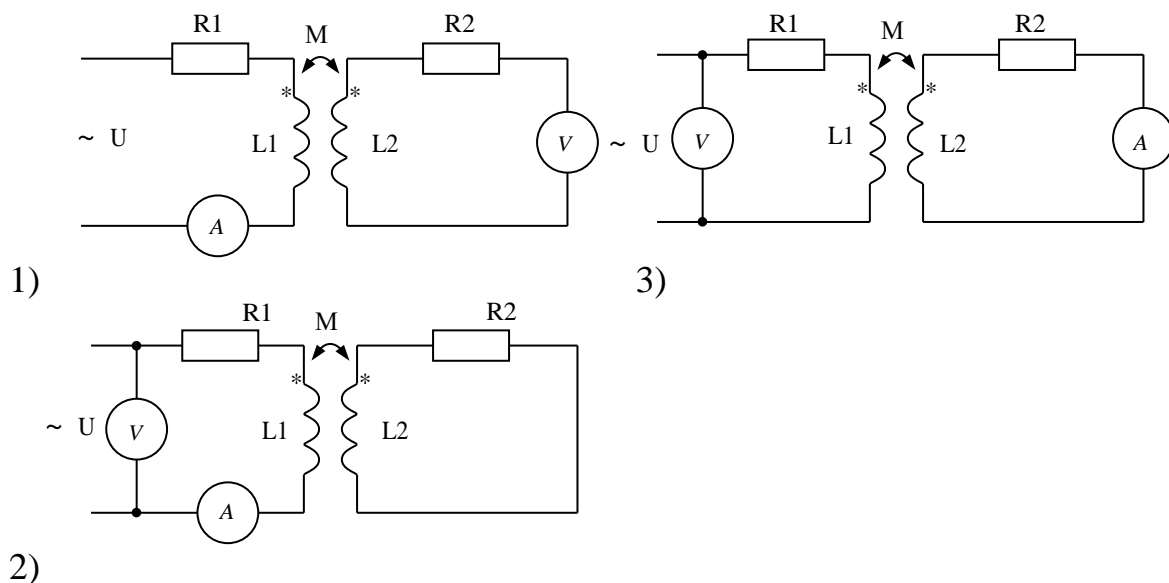 R1 M R2
* *
~ U L1 L2 V
A
1)
R1 M R2
* *
~ U V L1 L2 A
3)
R1 M R2
* *
~ U V L1 L2
A
2)